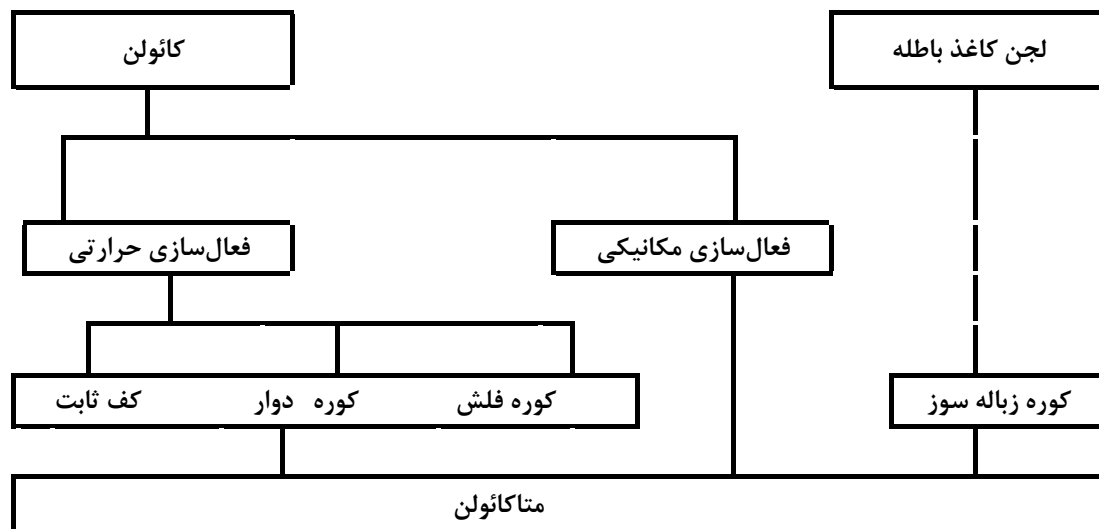 لجن کاغذ باطله
کائولن
فعال‌سازی مکانیکی
فعال‌سازی حرارتی
کوره زباله سوز
کوره فلش
کوره دوار
کف ثابت
متاکائولن